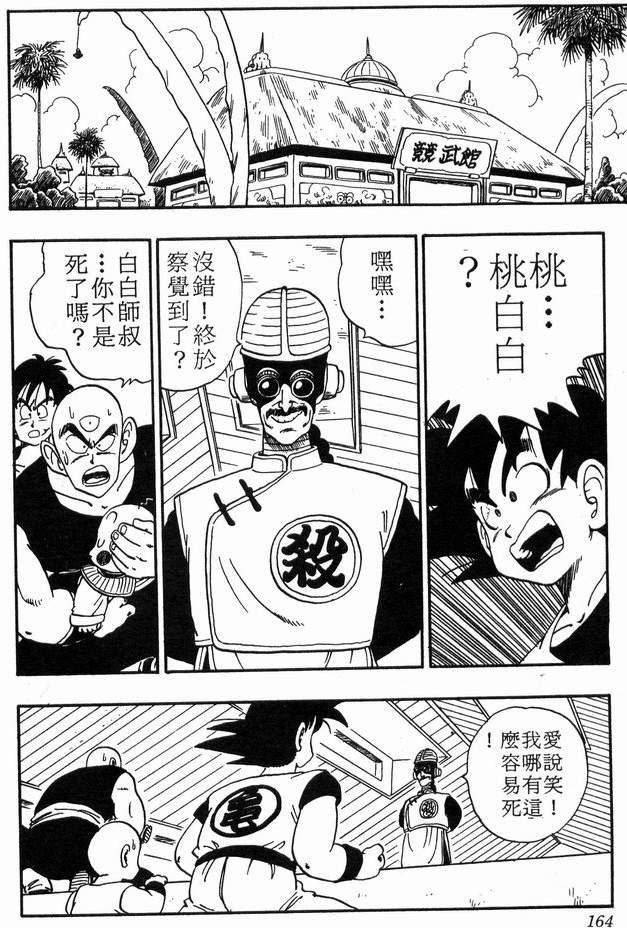 競武館
桃…
桃白白
？
嘿嘿…
沒錯！終於
察覺到了？
白白師叔
…你不是
死了嗎？
殺
愛說笑！
我哪有這
麼容易死
！
龜
殺
164